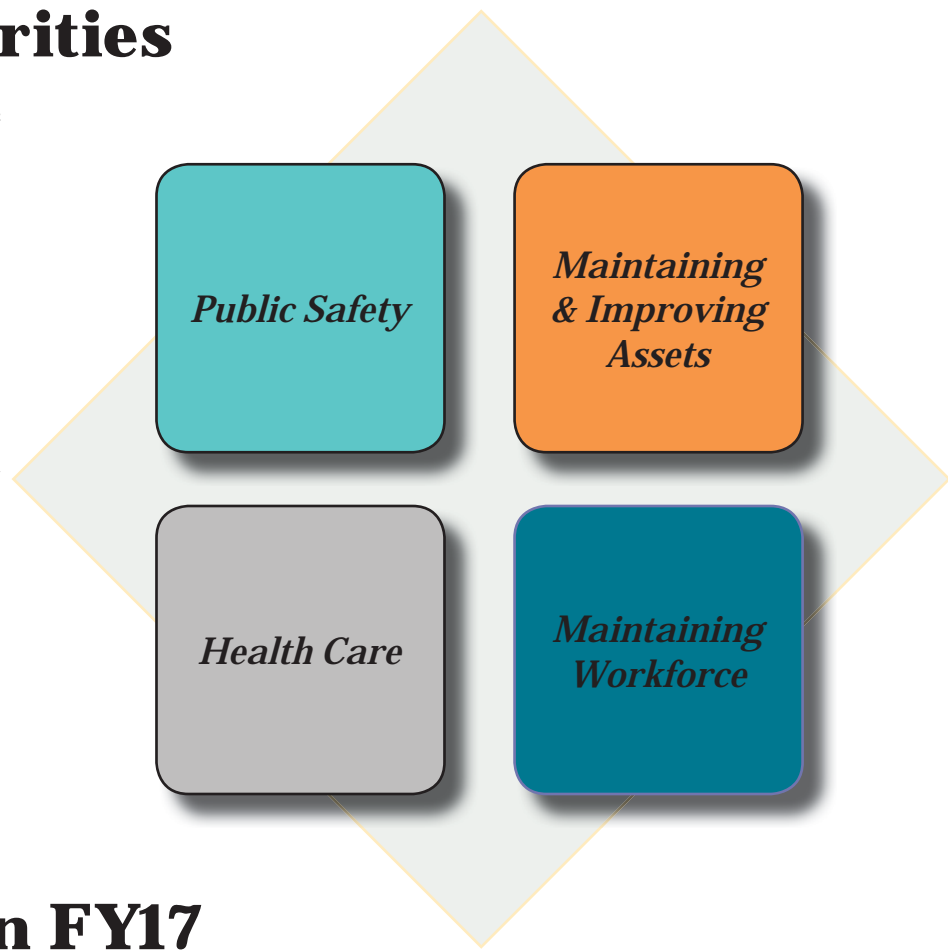 rities
Public Safety
Maintaining
& Improving
Assets
Health Care
Maintaining
Workforce
n FY17